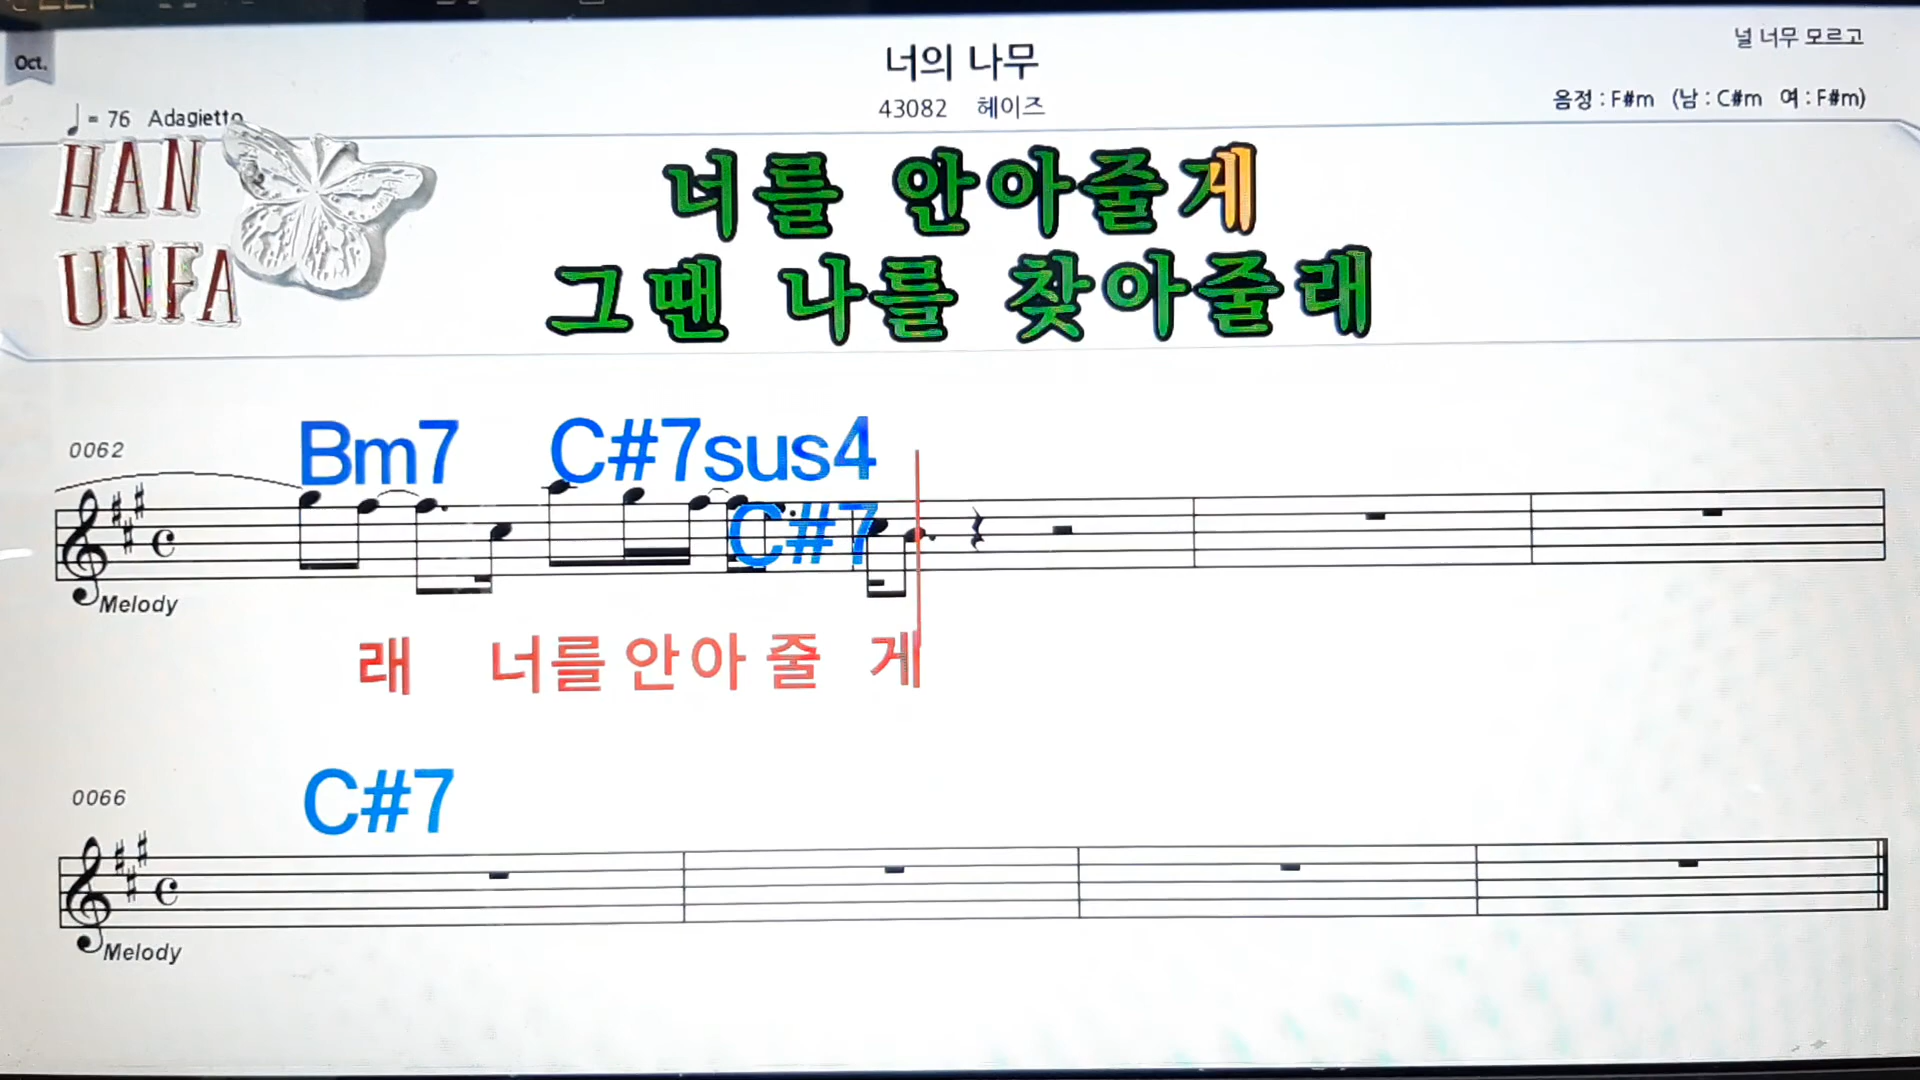 Oct.
너의 나무
널 너무 모르고
43082 헤이즈
음정 : F#m (남 : C#m 여 : F#m)
♩ = 76 Adagietto
HAN
UNFA
너를 안아줄게
그땐 나를 찾아줄래
0062
Bm7 C#7sus4
C#7
Melody
래 너를안아 줄 게
0066
C#7
Melody